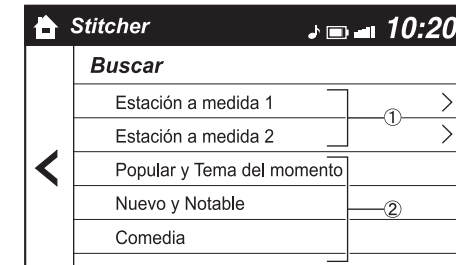 Stitcher 10:20
Buscar
Estación a medida 1
①
Estación a medida 2
Popular y Tema del momento
Nuevo y Notable
②
Comedia